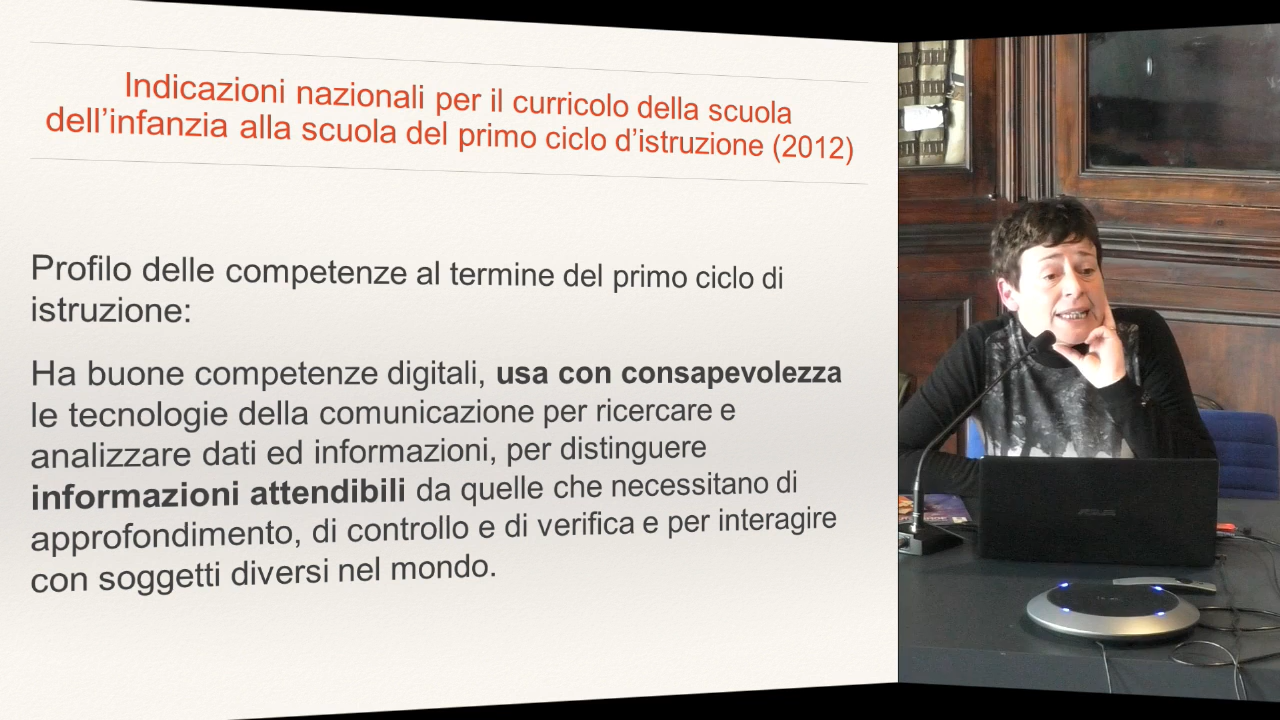 Indicazioni nazionali per il curricolo della scuola
dell'infanzia alla scuola del primo ciclo d'istruzione (2012)
Profilo delle competenze al termine del primo ciclo di
istruzione:
Ha buone competenze digitali, usa con consapevolezza
le tecnologie della comunicazione per ricercare e
analizzare dati ed informazioni, per distinguere
informazioni attendibili da quelle che necessitano di
approfondimento, di controllo e di verifica e per interagire
con soggetti diversi nel mondo.
ASUS